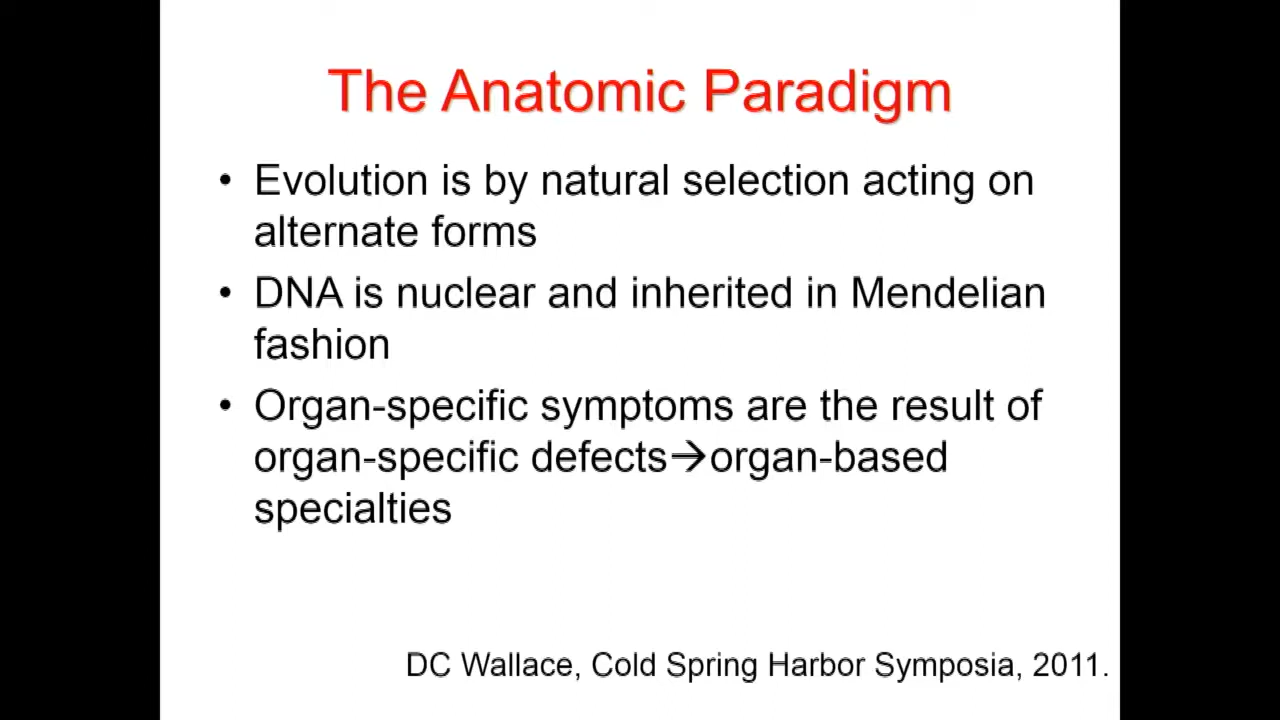 The Anatomic Paradigm
• Evolution is by natural selection acting on
alternate forms
• DNA is nuclear and inherited in Mendelian
fashion
• Organ-specific symptoms are the result of
organ-specific defects→organ-based
specialties
DC Wallace, Cold Spring Harbor Symposia, 2011.